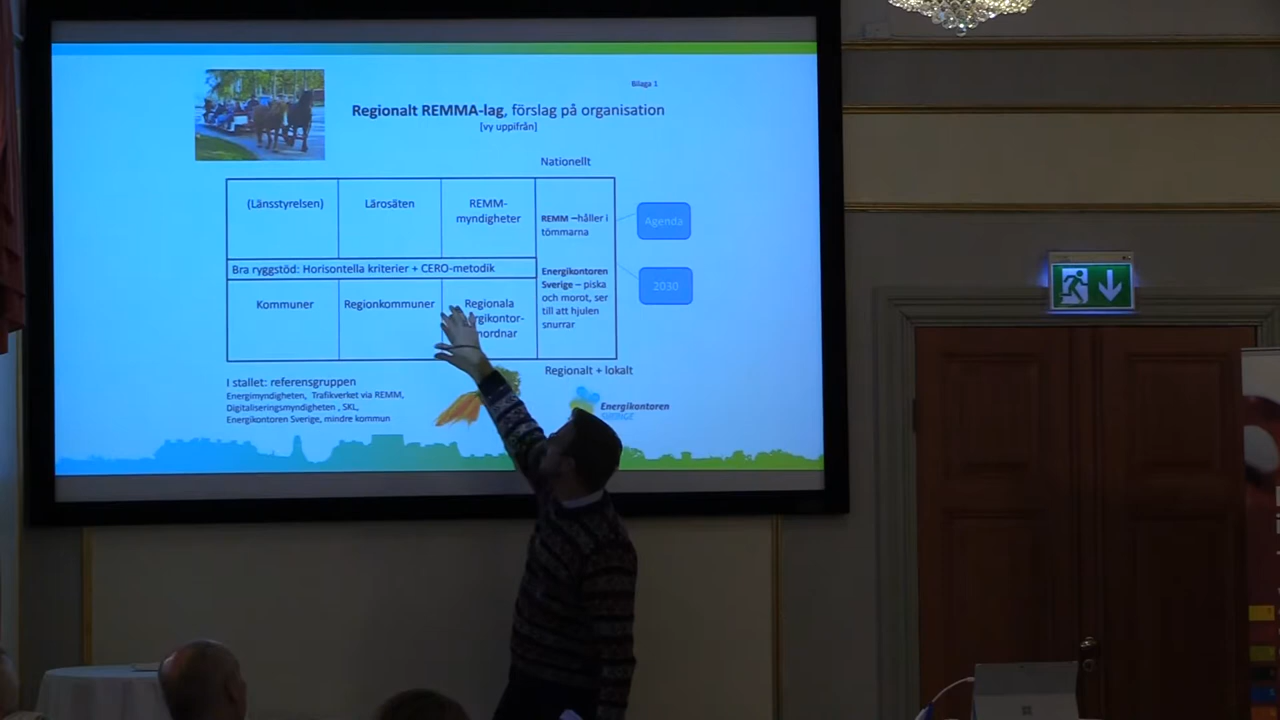 Bilaga 1
Regionalt REMMA-lag, förslag på organisation
[vy uppifrån]
Nationellt
(Länsstyrelsen)
Lärosäten
REMM-
myndigheter
REMM –håller i
tömmarna
Agenda
Bra ryggstöd: Horisontella kriterier + CERO-metodik
Energikontoren
Sverige – piska
och morot, ser
till att hjulen
snurrar
2030
Kommuner
Regionkommuner
Regionala
Regionalt + lokalt
I stallet: referensgruppen
Energimyndigheten, Trafikverket via REMM,
Digitaliseringsmyndigheten , SKL,
Energikontoren Sverige, mindre kommun
Energikontoren
SVERIGE